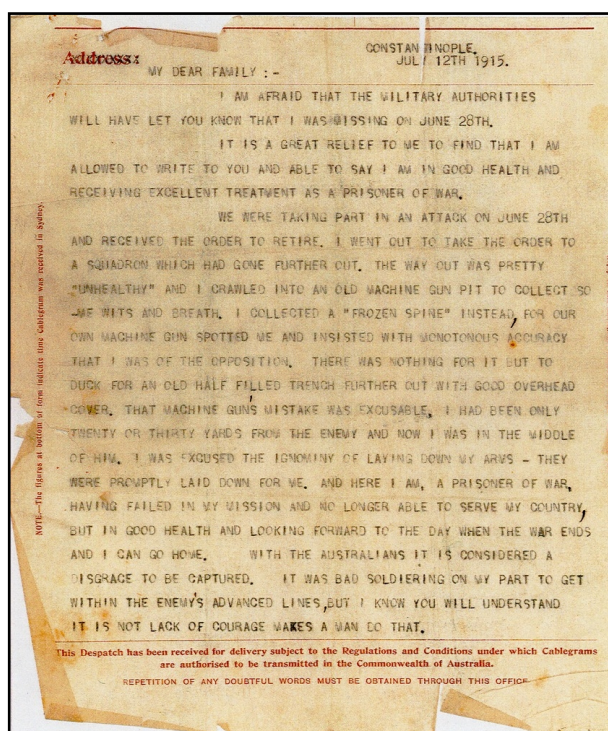 CONSTANTINOPLE.
Address: JULY 12TH 1915.
MY DEAR FAMILY :-
I AM AFRAID THAT THE MILITARY AUTHORITIES
WILL HAVE LET YOU KNOW THAT I WAS MISSING ON JUNE 28TH.
IT IS A GREAT RELIEF TO ME TO FIND THAT I AM
ALLOWED TO WRITE TO YOU AND ABLE TO SAY I AM IN GOOD HEALTH AND
RECEIVING EXCELLENT TREATMENT AS A PRISONER OF WAR.
WE WERE TAKING PART IN AN ATTACK ON JUNE 28TH
AND RECEIVED THE ORDER TO RETIRE. I WENT OUT TO TAKE THE ORDER TO
A SQUADRON WHICH HAD GONE FURTHER OUT. THE WAY OUT WAS PRETTY
"UNHEALTHY" AND I CRAWLED INTO AN OLD MACHINE GUN PIT TO COLLECT SO
-ME WITS AND BREATH. I COLLECTED A "FROZEN SPINE" INSTEAD, FOR OUR
OWN MACHINE GUN SPOTTED ME AND INSISTED WITH MONOTONOUS ACCURACY
THAT I WAS OF THE OPPOSITION. THERE WAS NOTHING FOR IT BUT TO
DUCK FOR AN OLD HALF FILLED TRENCH FURTHER OUT WITH GOOD OVERHEAD
COVER. THAT MACHINE GUN'S MISTAKE WAS EXCUSABLE, I HAD BEEN ONLY
TWENTY OR THIRTY YARDS FROM THE ENEMY AND NOW I WAS IN THE MIDDLE
OF HIM. I WAS EXCUSED THE IGNOMINY OF LAYING DOWN MY ARMS - THEY
WERE PROMPTLY LAID DOWN FOR ME. AND HERE I AM, A PRISONER OF WAR,
HAVING FAILED IN MY MISSION AND NO LONGER ABLE TO SERVE MY COUNTRY,
BUT IN GOOD HEALTH AND LOOKING FORWARD TO THE DAY WHEN THE WAR ENDS
AND I CAN GO HOME. WITH THE AUSTRALIANS IT IS CONSIDERED A
DISGRACE TO BE CAPTURED. IT WAS BAD SOLDIERING ON MY PART TO GET
WITHIN THE ENEMY'S ADVANCED LINES, BUT I KNOW YOU WILL UNDERSTAND
IT IS NOT LACK OF COURAGE MAKES A MAN DO THAT.
This Despatch has been received for delivery subject to the Regulations and Conditions under which Cablegrams
are authorised to be transmitted in the Commonwealth of Australia.
REPETITION OF ANY DOUBTFUL WORDS MUST BE OBTAINED THROUGH THIS OFFICE
NOTE—The figures at bottom of form indicate time Cablegram was received in Sydney.